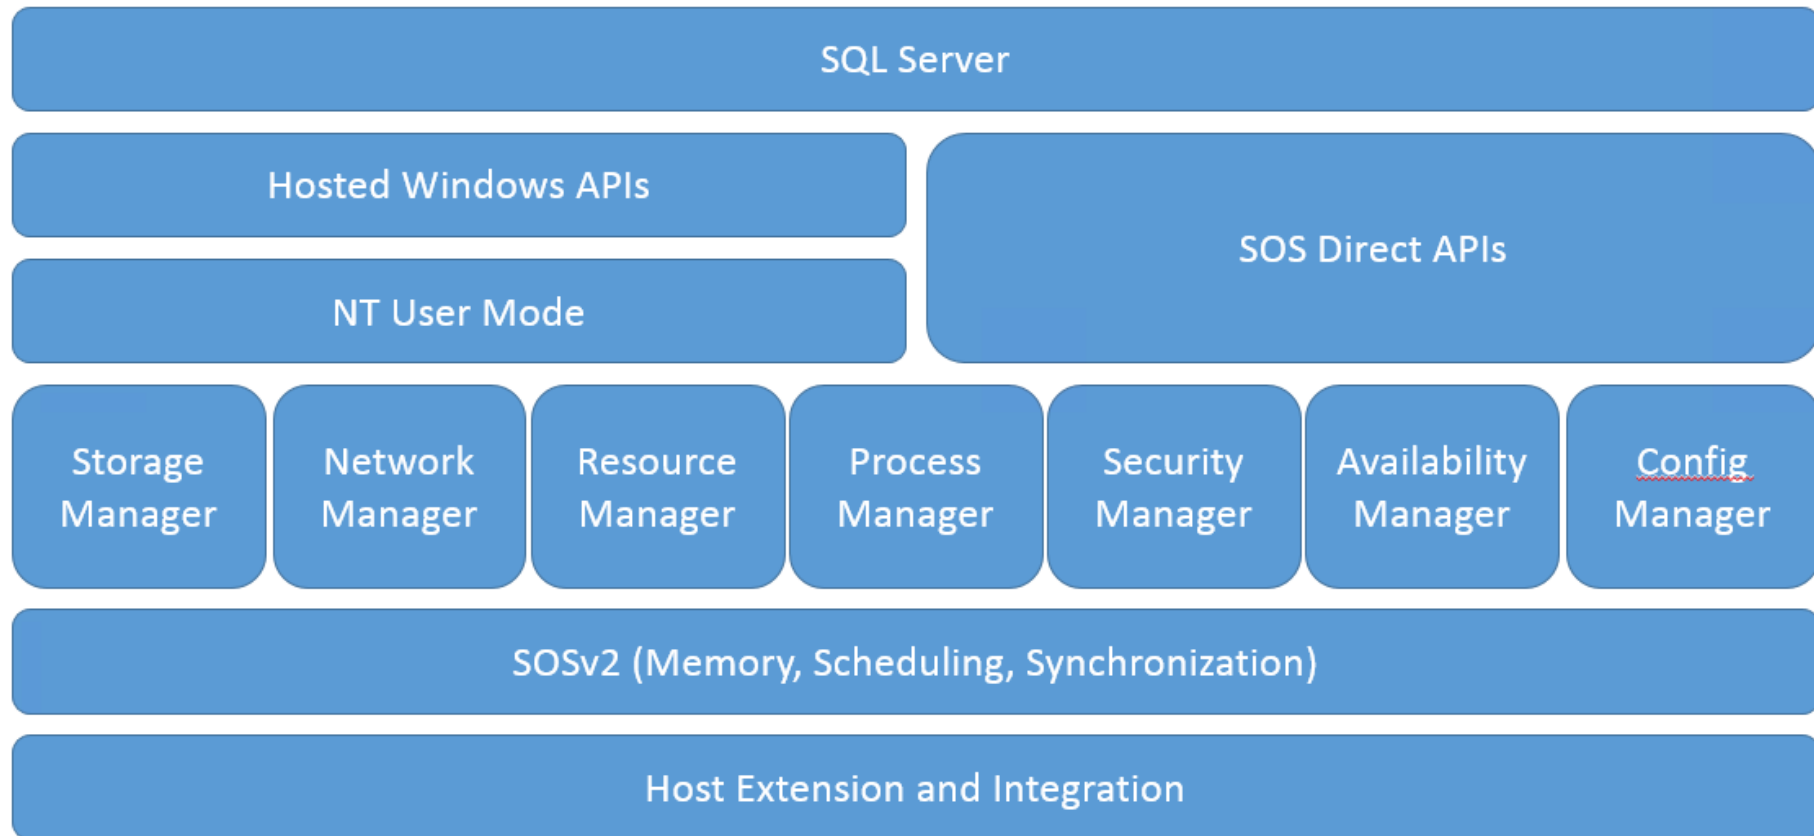 SQL Server
Hosted Windows APIs
SOS Direct APIs
NT User Mode
Storage
Manager
Network
Manager
Resource
Manager
Process
Manager
Security
Manager
Availability
Manager
Config
Manager
SOSv2 (Memory, Scheduling, Synchronization)
Host Extension and Integration